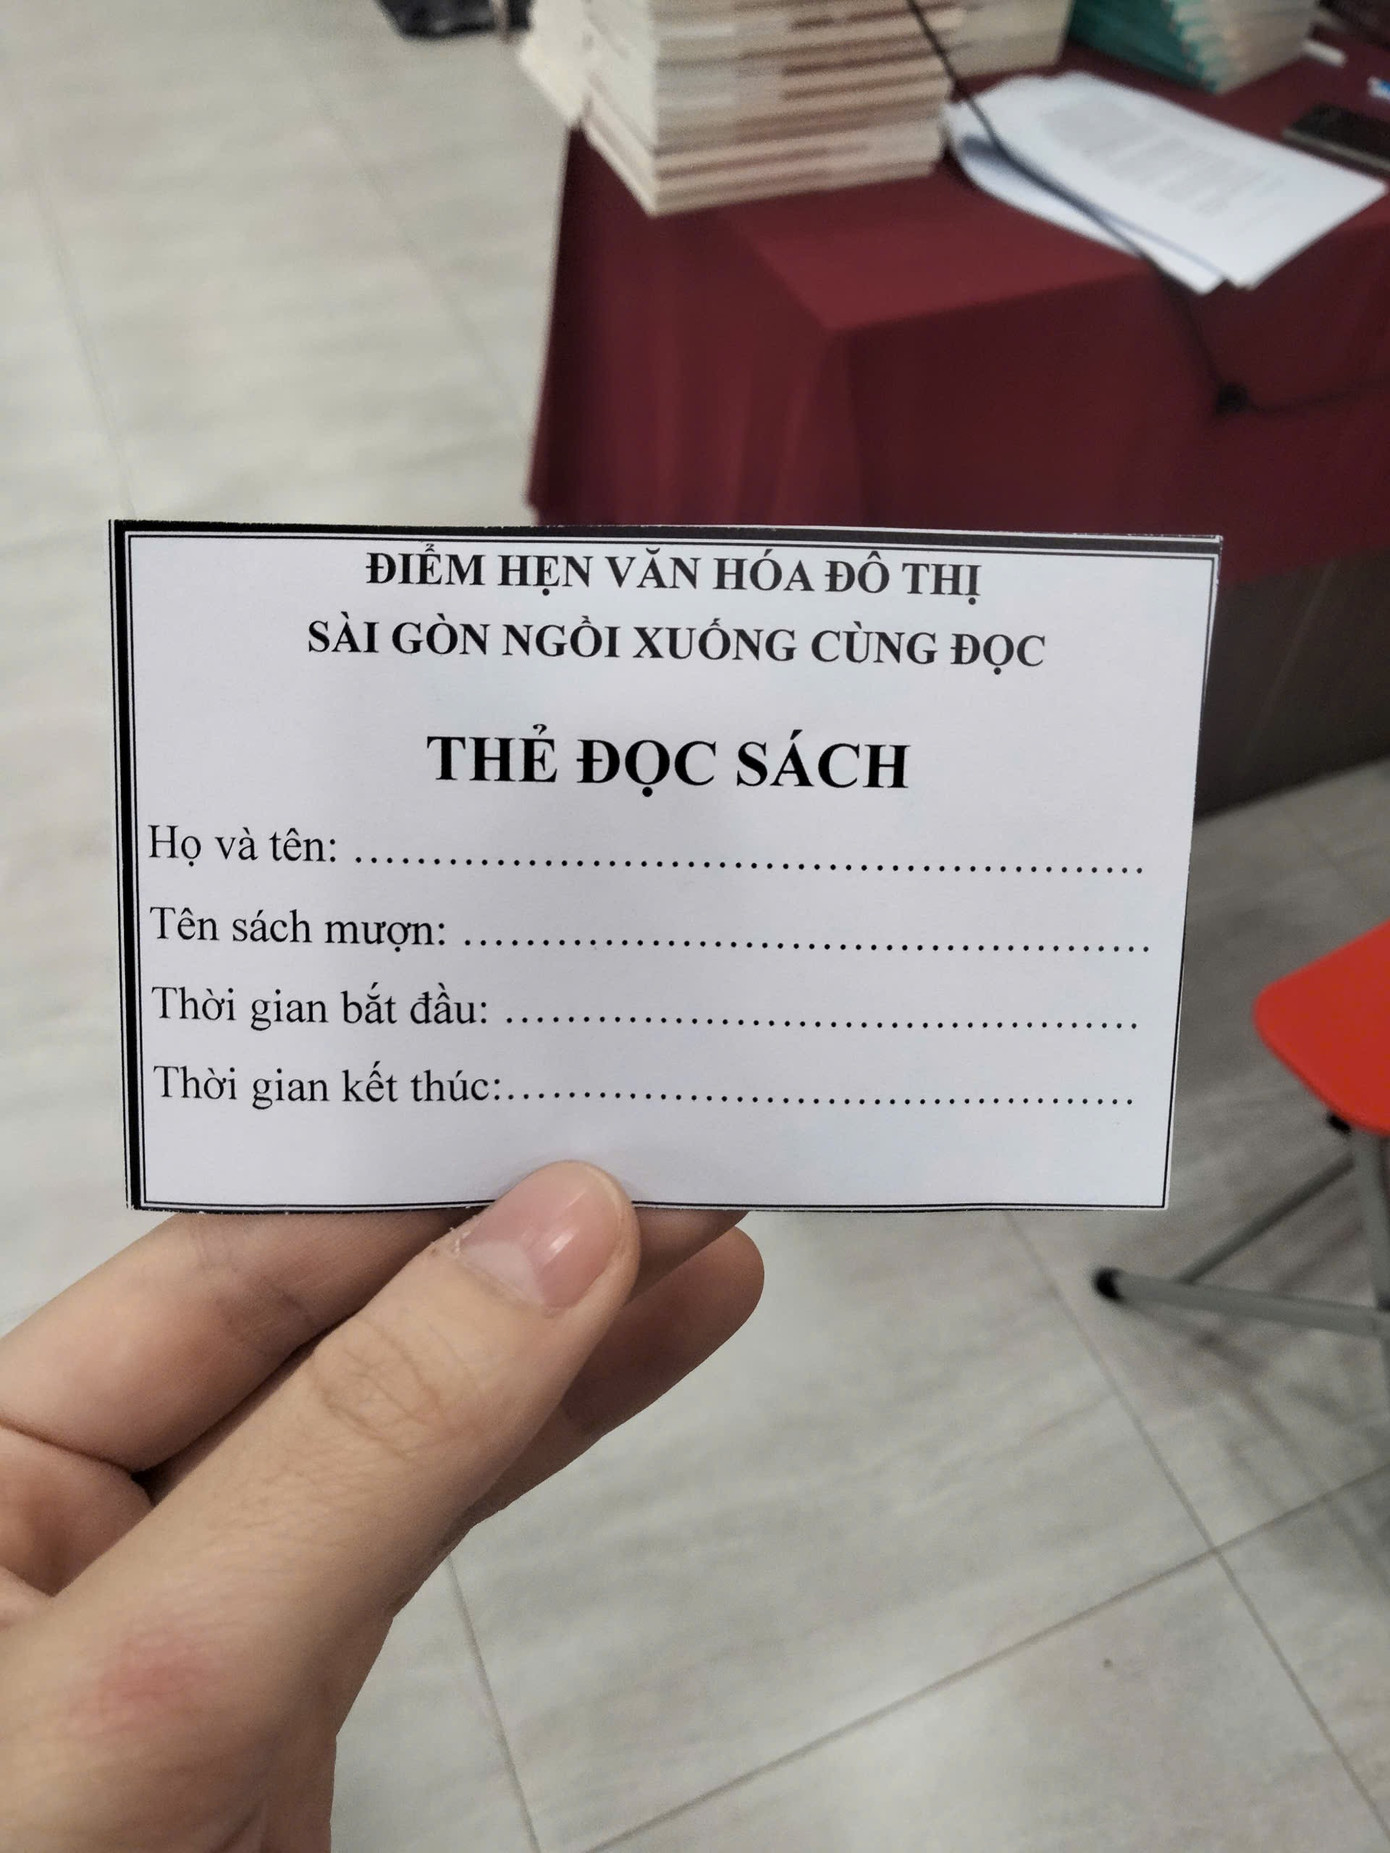 ĐIỂM HẸN VĂN HÓA ĐÔ THỊ
SÀI GÒN NGỒI XUỐNG CÙNG ĐỌC
THẺ ĐỌC SÁCH
Họ và tên: ........................................................
Tên sách mượn: ................................................
Thời gian bắt đầu: .............................................
Thời gian kết thúc:.............................................